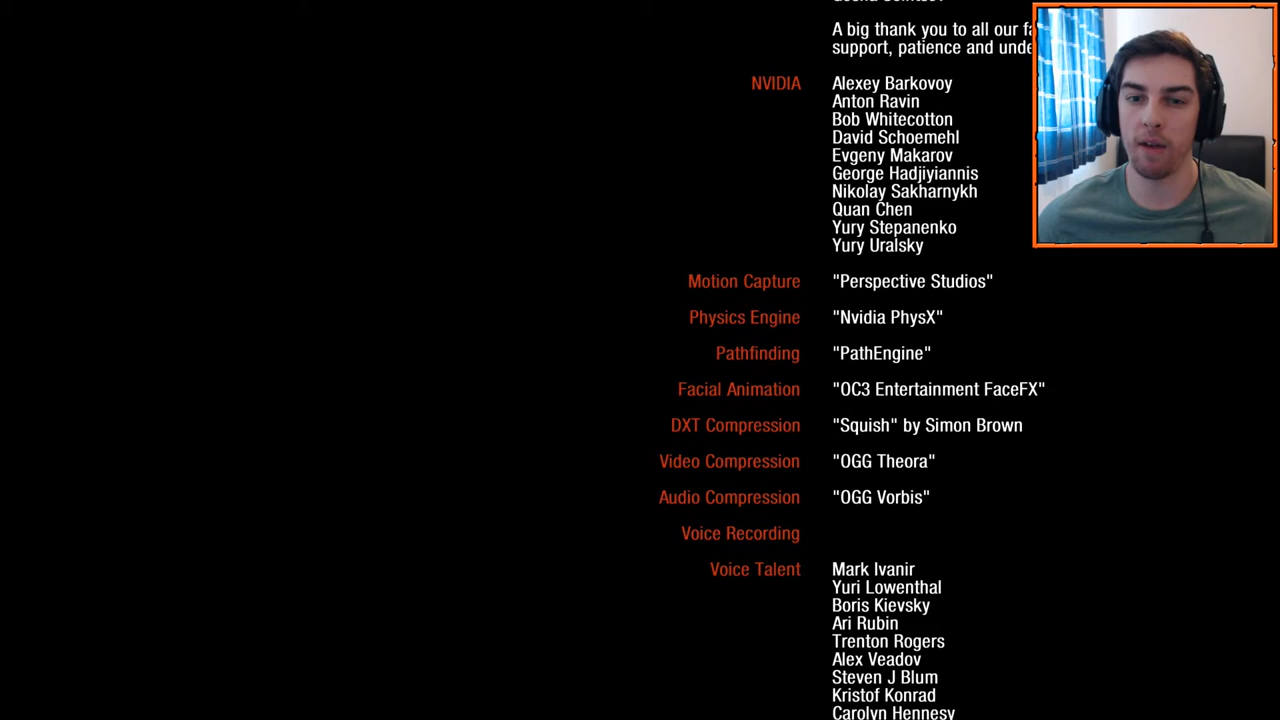 A big thank you to all our
support, patience and
NVIDIA Alexey Barkovoy
Anton Ravin
Bob Whitecotton
David Schoemehl
Evgeny Makarov
George Hadjiyiannis
Nikolay Sakharnykh
Quan Chen
Yury Stepanenko
Yury Uralsky
Motion Capture "Perspective Studios"
Physics Engine "Nvidia PhysX"
Pathfinding "PathEngine"
Facial Animation "OC3 Entertainment FaceFX"
DXT Compression "Squish" by Simon Brown
Video Compression "OGG Theora"
Audio Compression "OGG Vorbis"
Voice Recording
Voice Talent Mark Ivanir
Yuri Lowenthal
Boris Kievsky
Ari Rubin
Trenton Rogers
Alex Veadov
Steven J Blum
Kristof Konrad
Carolyn Hennesy